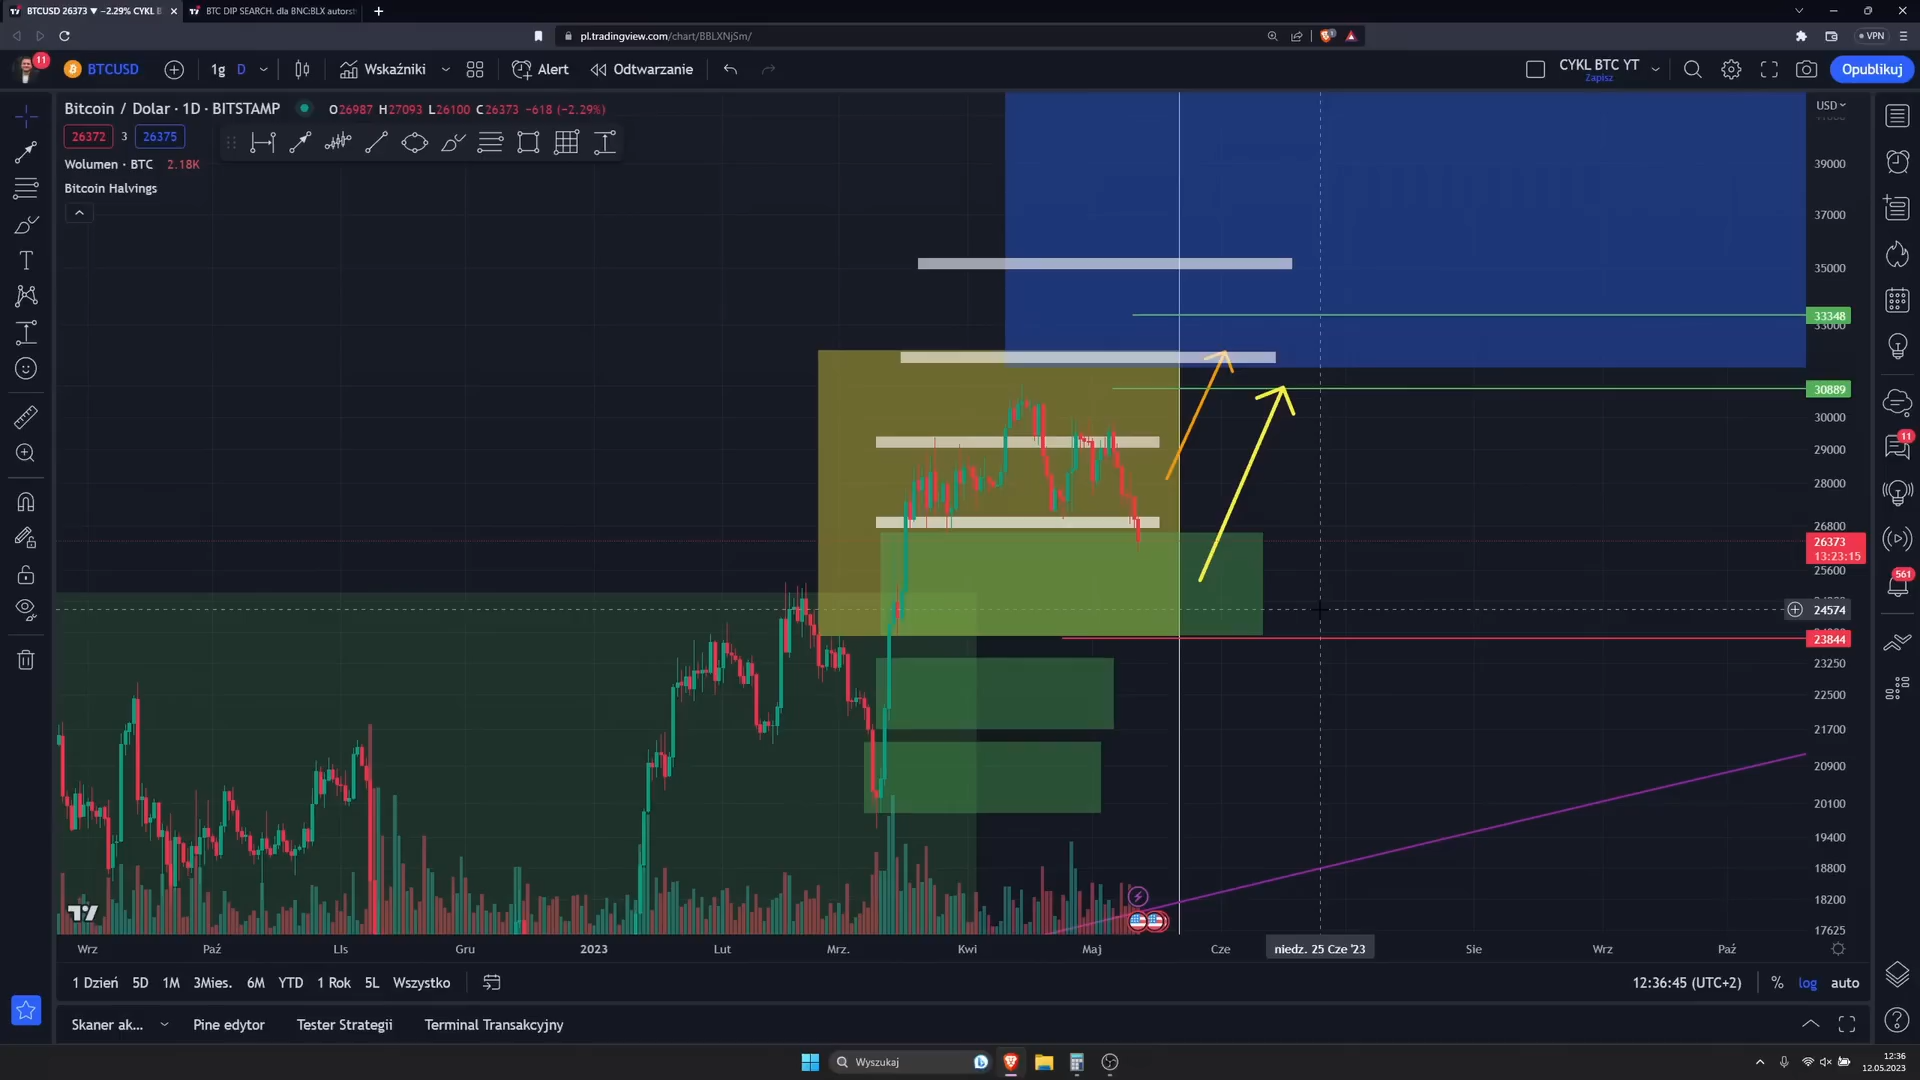 BTCUSD 26373 ▼ −2.29% CYKL B
BTC DIP SEARCH. dla BNC:BLX autorst
pl.tradingview.com/chart/BBLXNjSm/
VPN
11
BTCUSD
1g
D
Wskaźniki
Alert
Odtwarzanie
CYKL BTC YT
Zapisz
Opublikuj
Bitcoin / Dolar · 1D · BITSTAMP
O26987 H27093 L26100 C26373 −618 (−2.29%)
26372
3
26375
Wolumen · BTC 2.18K
Bitcoin Halvings
USD
39000
37000
35000
33348
33000
30889
30000
29000
28000
26800
26373
13:23:15
25600
24574
23844
23250
22500
21700
20900
20100
19400
18800
18200
17625
11
561
Wrz
Paź
Lis
Gru
2023
Lut
Mrz.
Kwi
Maj
Cze
niedz. 25 Cze '23
Sie
Wrz
Paź
1 Dzień
5D
1M
3Mies.
6M
YTD
1 Rok
5L
Wszystko
12:36:45 (UTC+2)
%
log
auto
Skaner ak...
Pine edytor
Tester Strategii
Terminal Transakcyjny
Wyszukaj
12:36
12.05.2023